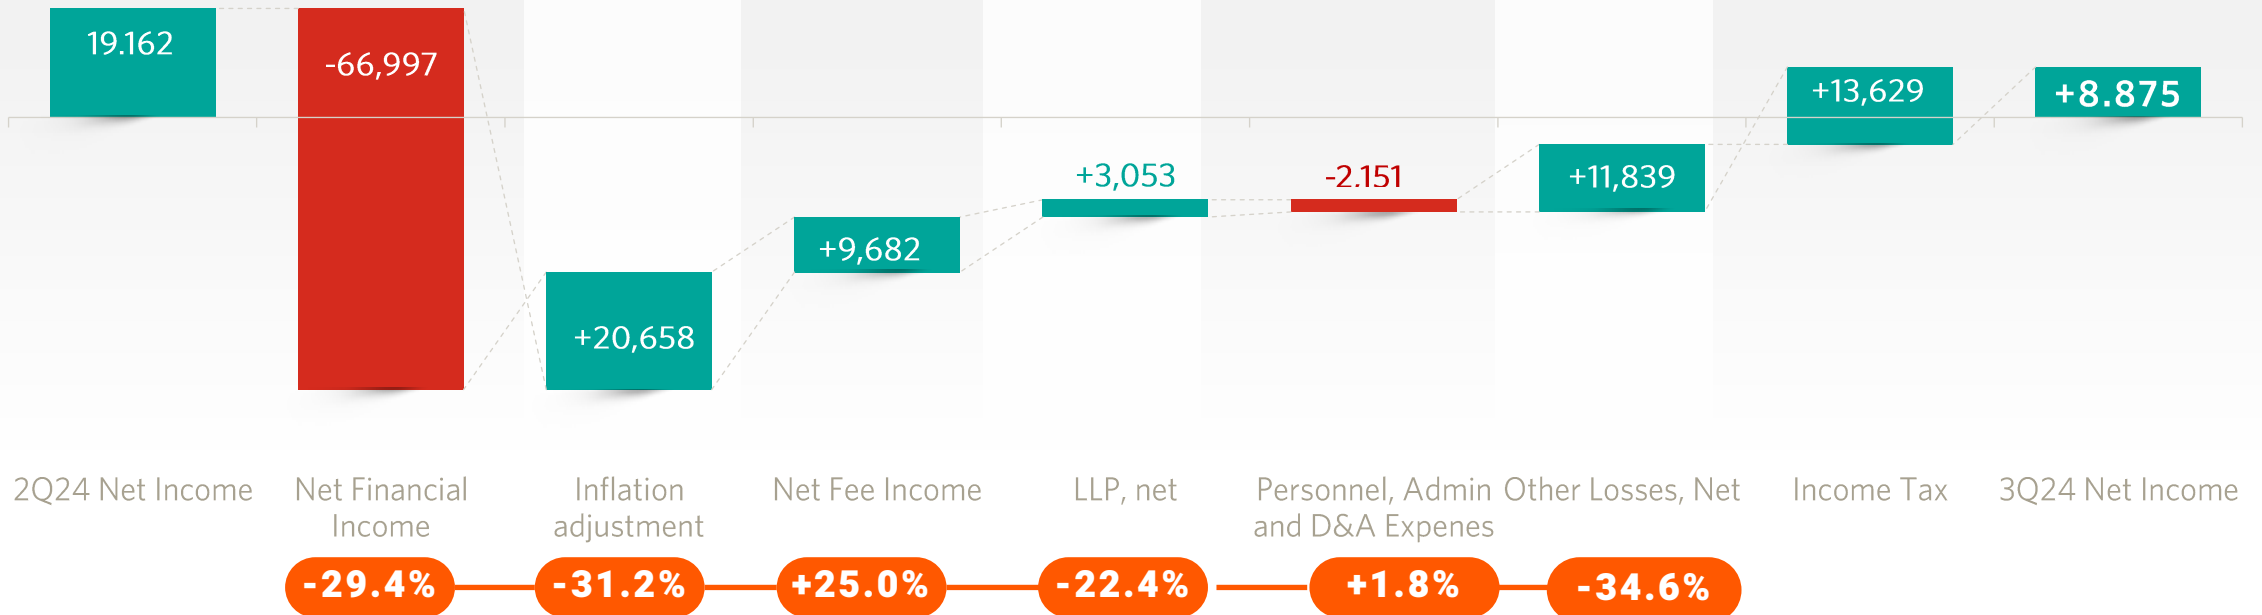 19.162
-66,997
+20,658
+9,682
+3,053
-2,151
+11,839
+13,629
+8.875
2Q24 Net Income
Net Financial
Income
Inflation
adjustment
Net Fee Income
LLP, net
Personnel, Admin
and D&A Expenes
Other Losses, Net
Income Tax
3Q24 Net Income
-29.4%
-31.2%
+25.0%
-22.4%
+1.8%
-34.6%